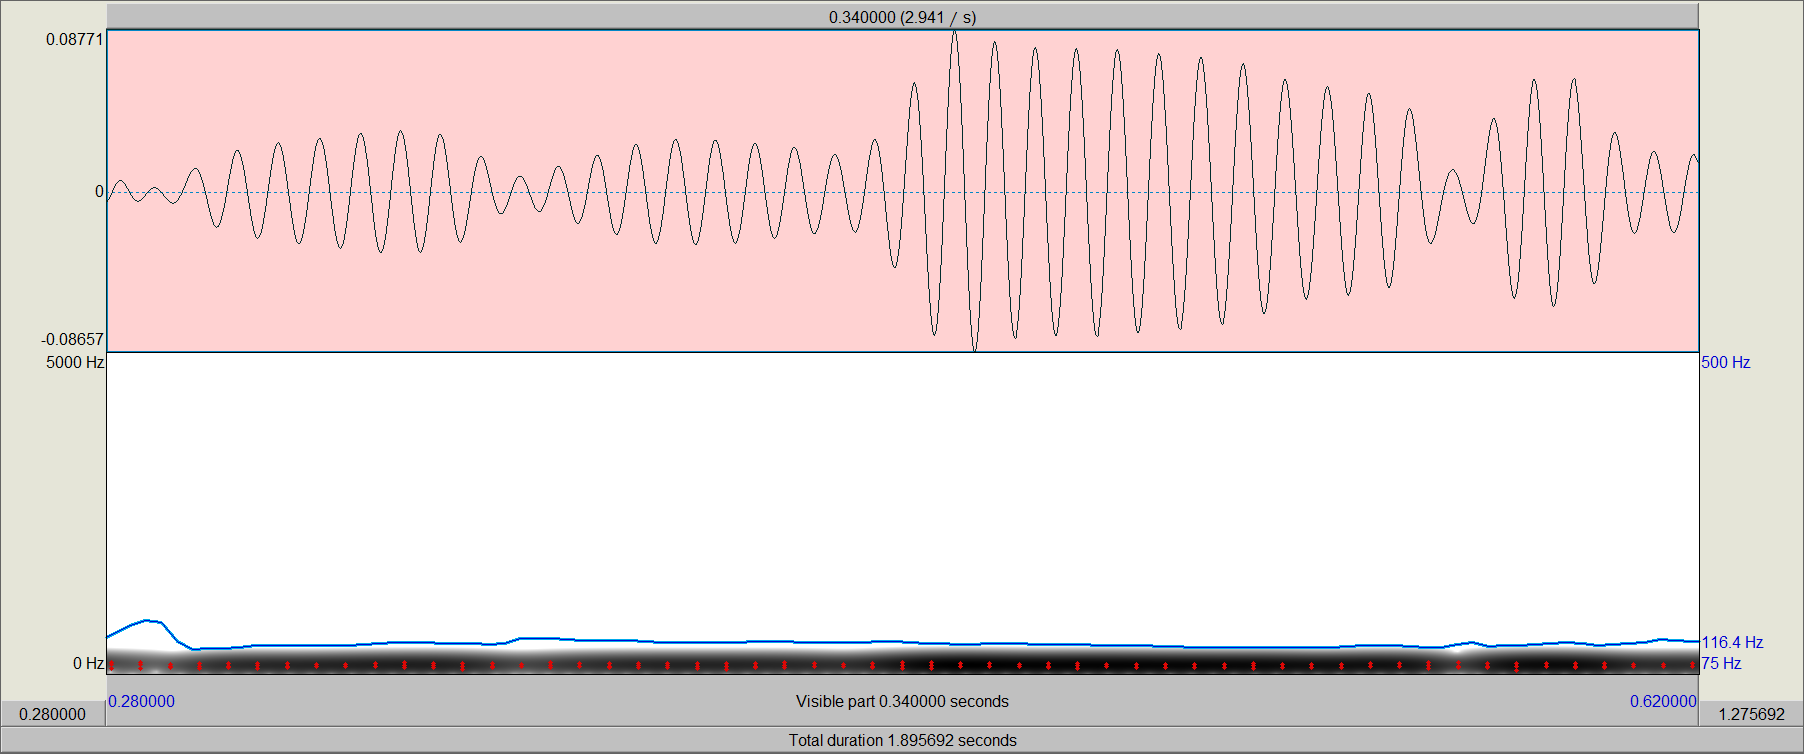 0.340000 (2.941 / s)
0.08771
0
-0.08657
5000 Hz
500 Hz
116.4 Hz
0 Hz
75 Hz
0.280000
Visible part 0.340000 seconds
0.620000
0.280000
1.275692
Total duration 1.895692 seconds